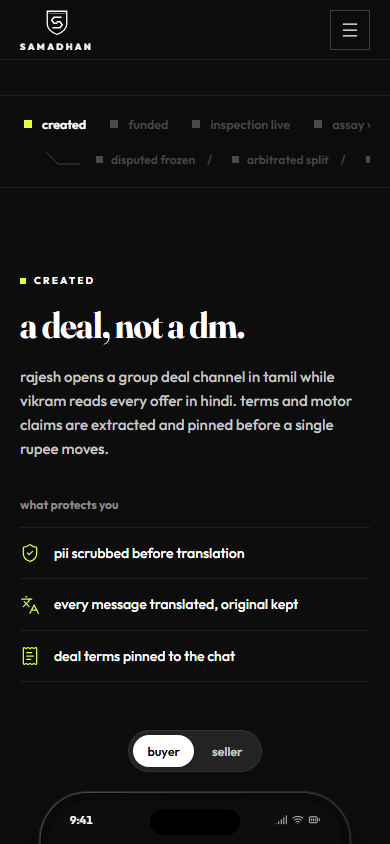 SAMADHAN
created funded inspection live assay
disputed frozen / arbitrated split /
CREATED
a deal, not a dm.
rajesh opens a group deal channel in tamil while
vikram reads every offer in hindi. terms and motor
claims are extracted and pinned before a single
rupee moves.
what protects you
pii scrubbed before translation
every message translated, original kept
deal terms pinned to the chat
buyer seller
9:41